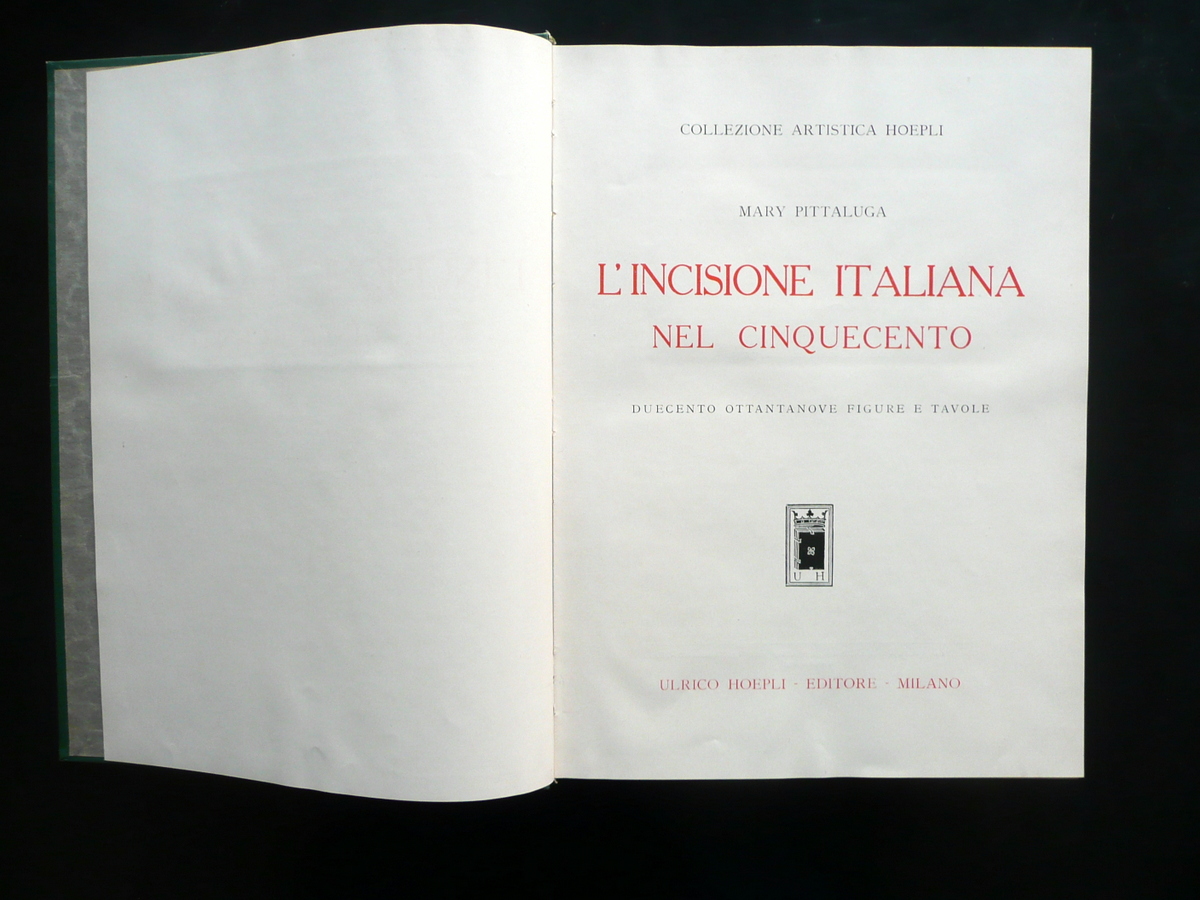 COLLEZIONE ARTISTICA HOEPLI
MARY PITTALUGA
L'INCISIONE ITALIANA
NEL CINQUECENTO
DUECENTO OTTANTANOVE FIGURE E TAVOLE
U H
ULRICO HOEPLI - EDITORE - MILANO